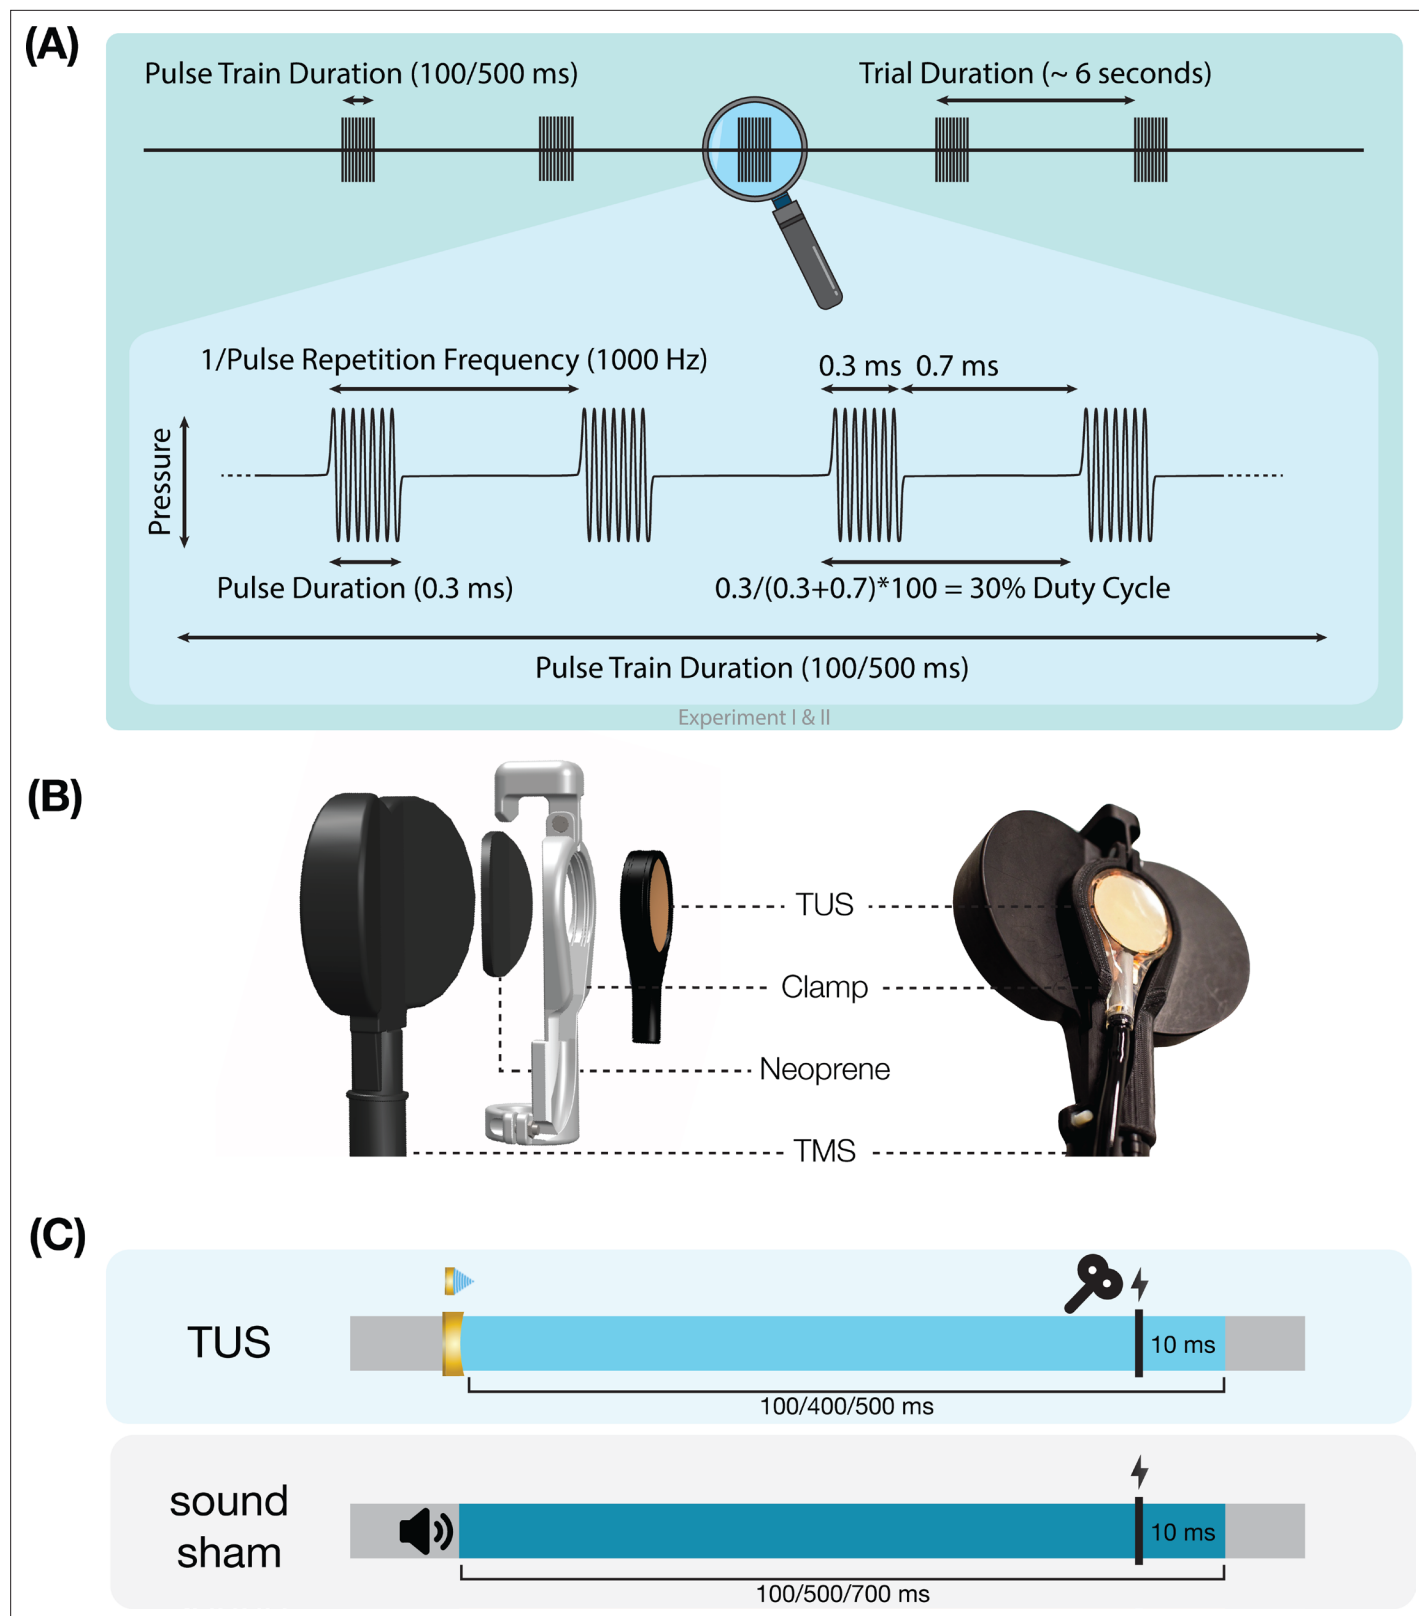 (A)
Pulse Train Duration (100/500 ms)
Trial Duration (~ 6 seconds)
1/Pulse Repetition Frequency (1000 Hz)
0.3 ms
0.7 ms
Pressure
Pulse Duration (0.3 ms)
0.3/(0.3+0.7)*100 = 30% Duty Cycle
Pulse Train Duration (100/500 ms)
Experiment I & II
(B)
TUS
Clamp
Neoprene
TMS
(C)
TUS
10 ms
100/400/500 ms
sound
sham
10 ms
100/500/700 ms